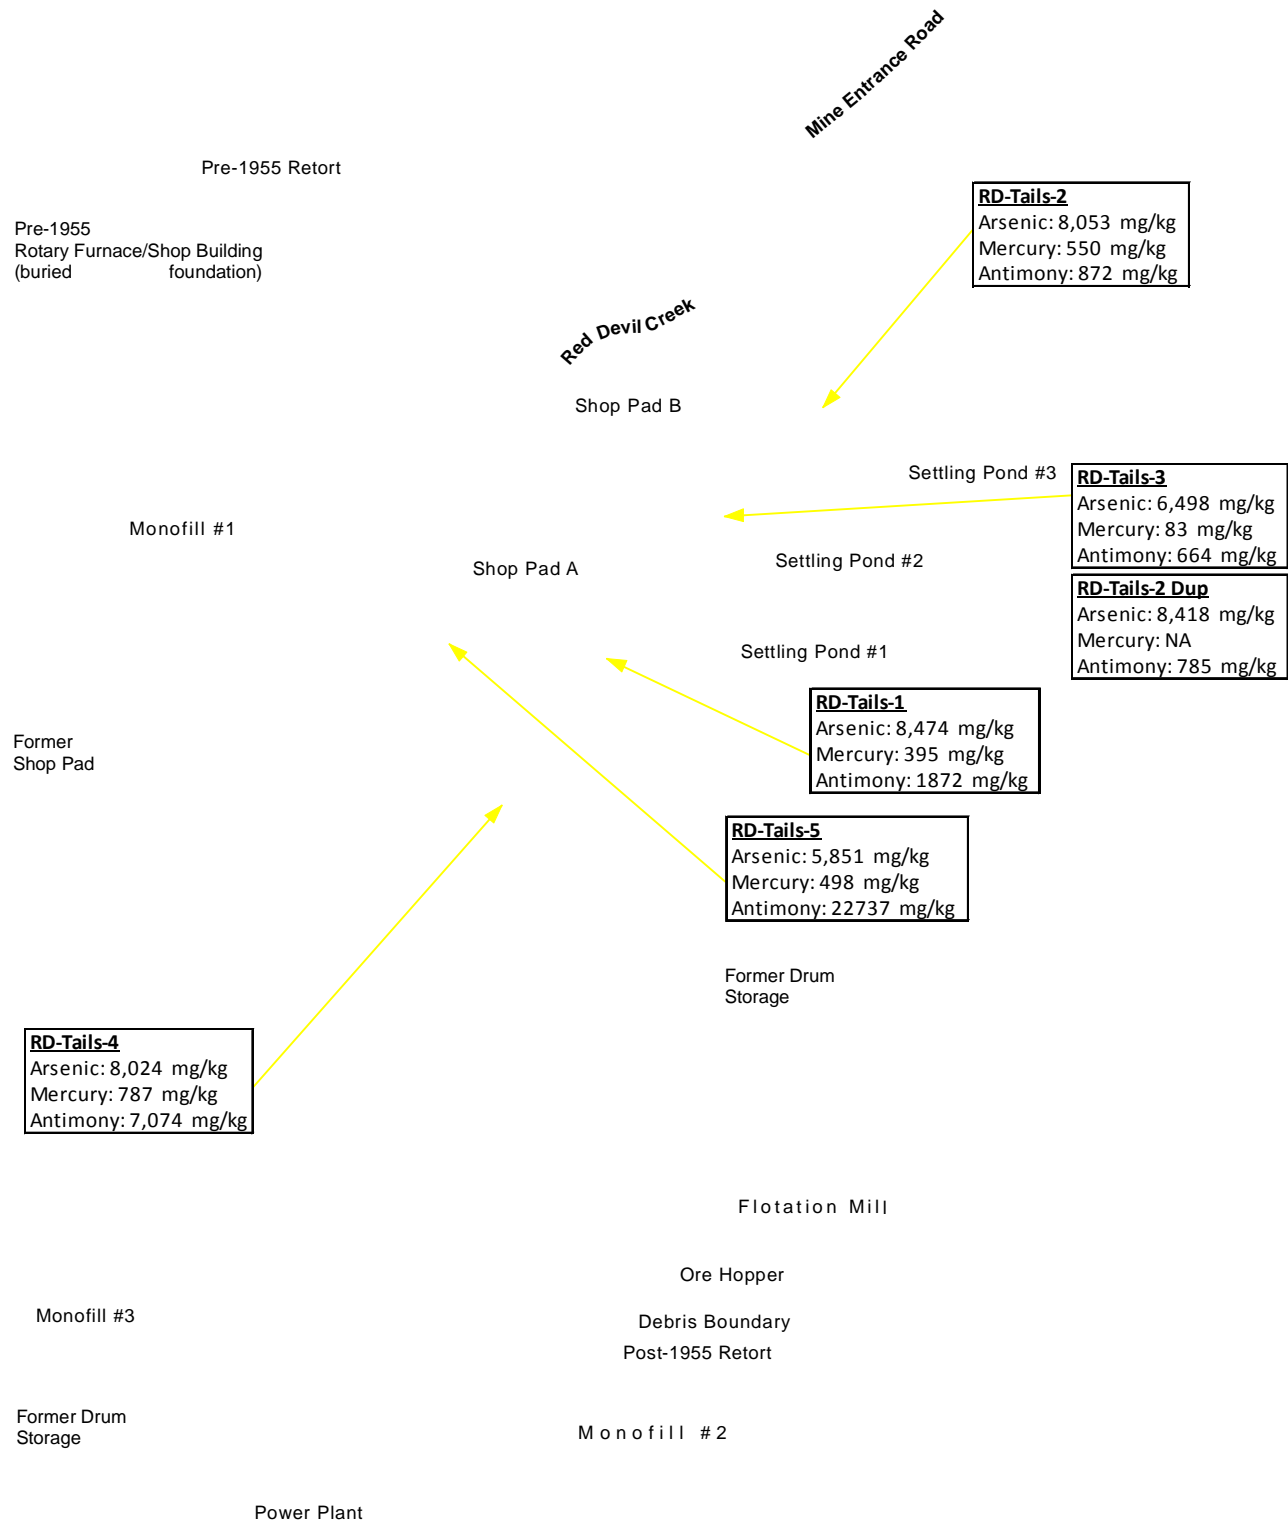 Mine Entrance Road
Pre-1955 Retort
RD-Tails-2
Arsenic: 8,053 mg/kg
Mercury: 550 mg/kg
Antimony: 872 mg/kg
Pre-1955
Rotary Furnace/Shop Building
(buried foundation)
Red Devil Creek
Shop Pad B
Settling Pond #3
RD-Tails-3
Arsenic: 6,498 mg/kg
Mercury: 83 mg/kg
Antimony: 664 mg/kg
Monofill #1
Shop Pad A
Settling Pond #2
RD-Tails-2 Dup
Arsenic: 8,418 mg/kg
Mercury: NA
Antimony: 785 mg/kg
Settling Pond #1
RD-Tails-1
Arsenic: 8,474 mg/kg
Mercury: 395 mg/kg
Antimony: 1872 mg/kg
Former
Shop Pad
RD-Tails-5
Arsenic: 5,851 mg/kg
Mercury: 498 mg/kg
Antimony: 22737 mg/kg
Former Drum
Storage
RD-Tails-4
Arsenic: 8,024 mg/kg
Mercury: 787 mg/kg
Antimony: 7,074 mg/kg
Flotation Mill
Ore Hopper
Monofill #3
Debris Boundary
Post-1955 Retort
Former Drum
Storage
Monofill #2
Power Plant